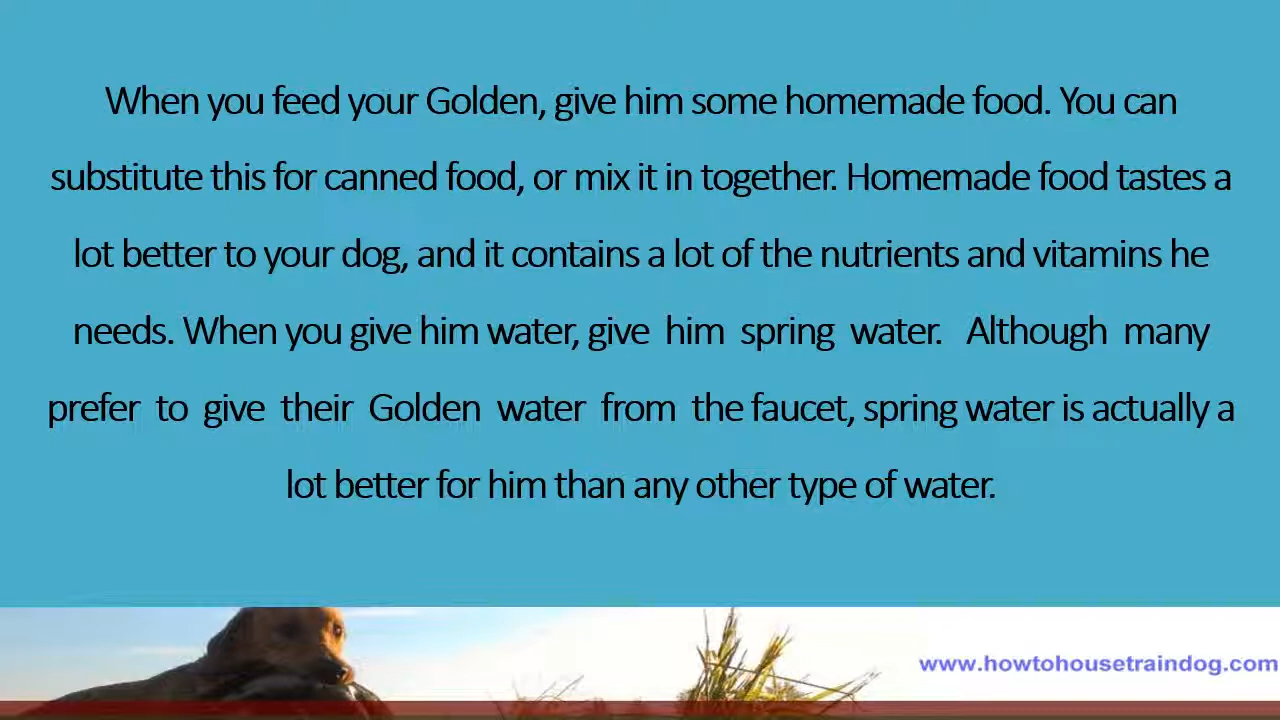 When you feed your Golden, give him some homemade food. You can
substitute this for canned food, or mix it in together. Homemade food tastes a
lot better to your dog, and it contains a lot of the nutrients and vitamins he
needs. When you give him water, give him spring water. Although many
prefer to give their Golden water from the faucet, spring water is actually a
lot better for him than any other type of water.
www.howtohousetraindog.com